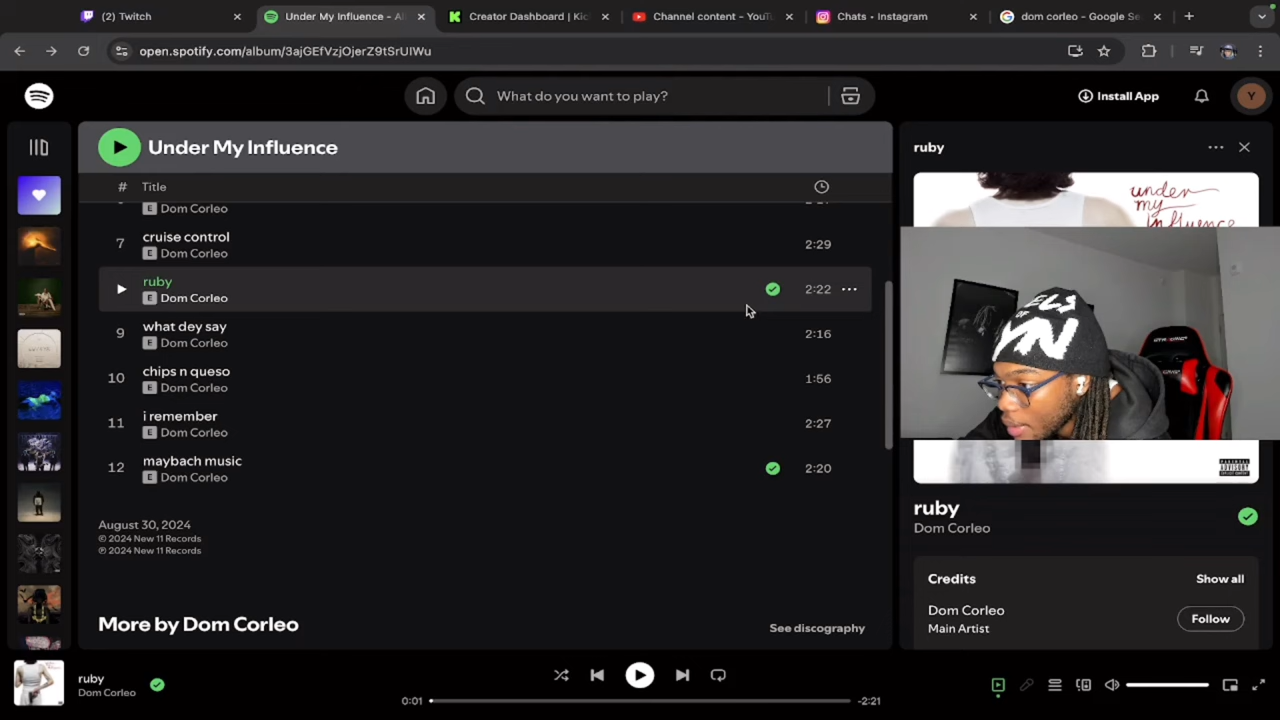 Twitch
Under My Influence - Al
Creator Dashboard | Kic
Channel content - YouTu
Chats • Instagram
dom corleo - Google Se
open.spotify.com/album/3ajGEfVzjOjerZ9tSrUIWu
What do you want to play?
Install App
Y
Under My Influence
# Title
E Dom Corleo
7 cruise control 2:29
E Dom Corleo
ruby 2:22
E Dom Corleo
9 what dey say 2:16
E Dom Corleo
10 chips n queso 1:56
E Dom Corleo
11 i remember 2:27
E Dom Corleo
12 maybach music 2:20
E Dom Corleo
August 30, 2024
© 2024 New 11 Records
℗ 2024 New 11 Records
More by Dom Corleo
See discography
ruby
under
my
influence
ELS
OF
YN
ruby
Dom Corleo
Credits
Show all
Dom Corleo
Main Artist
Follow
ruby
Dom Corleo
0:01
-2:21